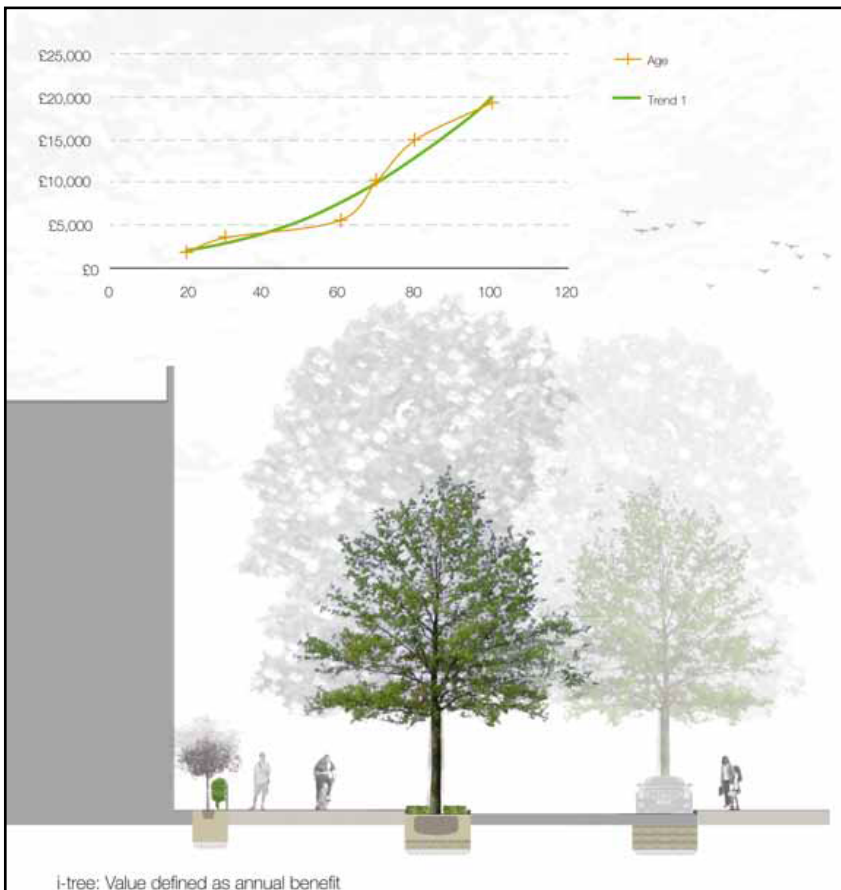 £25,000
Age
£20,000
Trend 1
£15,000
£10,000
£5,000
£0
0 20 40 60 80 100 120
i-tree: Value defined as annual benefit